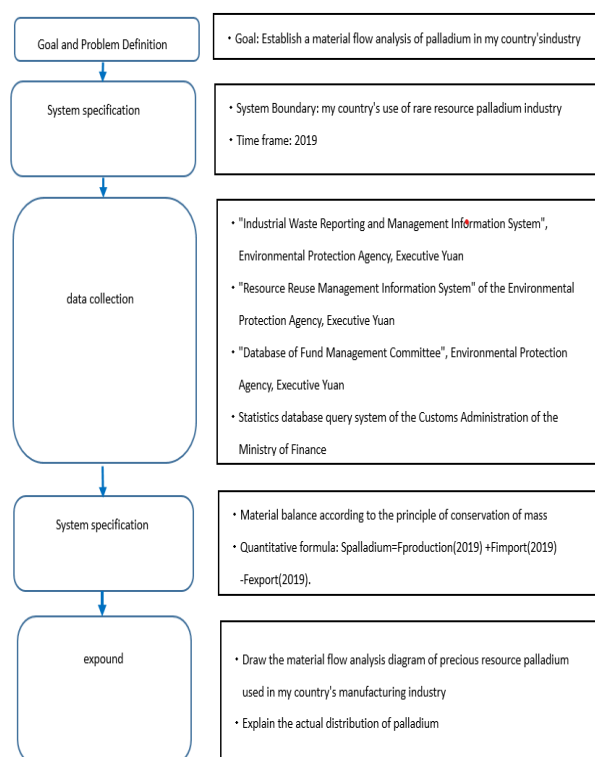 Goal and Problem Definition
・Goal: Establish a material flow analysis of palladium in my country'sindustry
System specification
・System Boundary: my country's use of rare resource palladium industry
・Time frame: 2019
data collection
・"Industrial Waste Reporting and Management Information System",
Environmental Protection Agency, Executive Yuan
・"Resource Reuse Management Information System" of the Environmental
Protection Agency, Executive Yuan
・"Database of Fund Management Committee", Environmental Protection
Agency, Executive Yuan
・Statistics database query system of the Customs Administration of the
Ministry of Finance
System specification
・Material balance according to the principle of conservation of mass
・Quantitative formula: Spalladium=Fproduction(2019) +Fimport(2019)
-Fexport(2019).
expound
・Draw the material flow analysis diagram of precious resource palladium
used in my country's manufacturing industry
・Explain the actual distribution of palladium